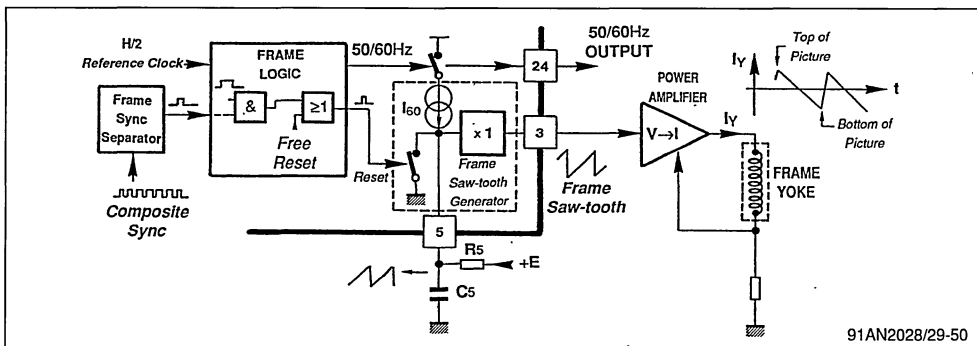 H/2
Reference Clock
Frame
Sync
Separator
Composite
Sync
FRAME
LOGIC
&
≥1
Free
Reset
50/60Hz
Reset
I60
x 1
Frame
Saw-tooth
Generator
5
R5
+E
C5
50/60Hz
OUTPUT
24
3
Frame
Saw-tooth
POWER
AMPLIFIER
V→I
IY
FRAME
YOKE
IY
Top of
Picture
t
Bottom of
Picture
91AN2028/29-50